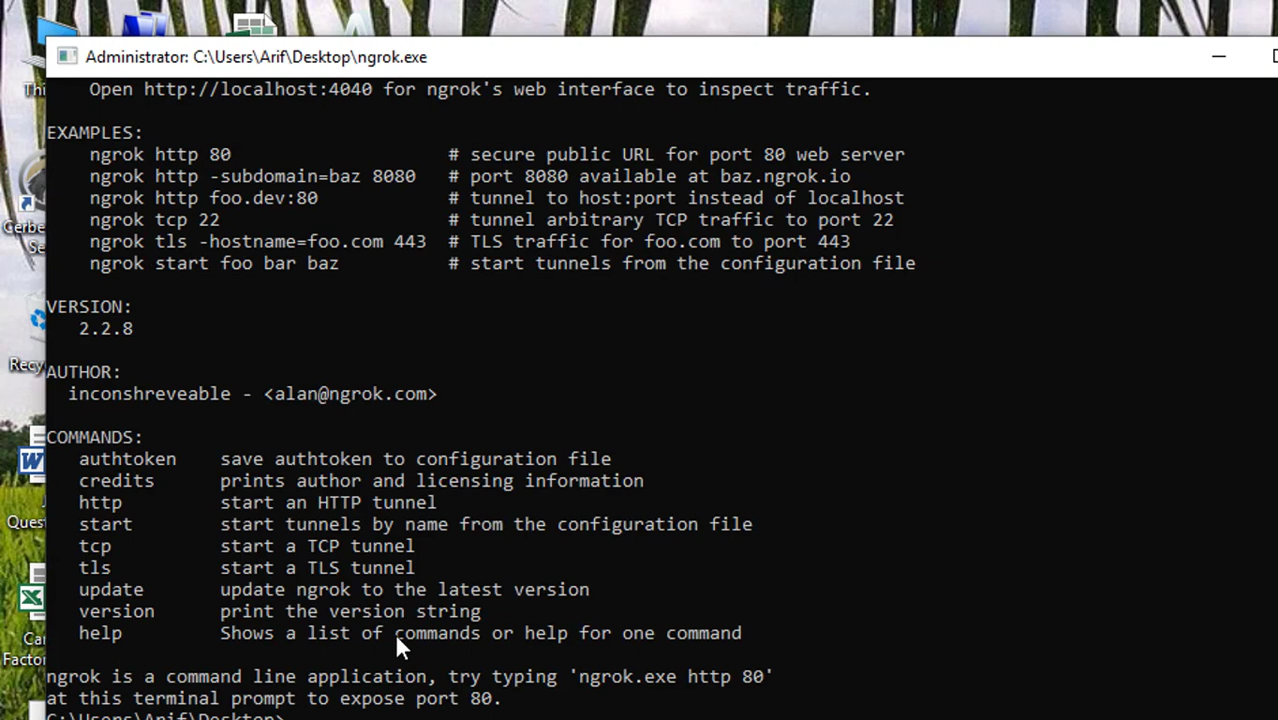 Administrator: C:\Users\Arif\Desktop\ngrok.exe
Open http://localhost:4040 for ngrok's web interface to inspect traffic.
EXAMPLES:
ngrok http 80 # secure public URL for port 80 web server
ngrok http -subdomain=baz 8080 # port 8080 available at baz.ngrok.io
ngrok http foo.dev:80 # tunnel to host:port instead of localhost
ngrok tcp 22 # tunnel arbitrary TCP traffic to port 22
ngrok tls -hostname=foo.com 443 # TLS traffic for foo.com to port 443
ngrok start foo bar baz # start tunnels from the configuration file
VERSION:
2.2.8
AUTHOR:
inconshreveable - <alan@ngrok.com>
COMMANDS:
authtoken save authtoken to configuration file
credits prints author and licensing information
http start an HTTP tunnel
start start tunnels by name from the configuration file
tcp start a TCP tunnel
tls start a TLS tunnel
update update ngrok to the latest version
version print the version string
help Shows a list of commands or help for one command
ngrok is a command line application, try typing 'ngrok.exe http 80'
at this terminal prompt to expose port 80.
C:\Users\Arif\Desktop>